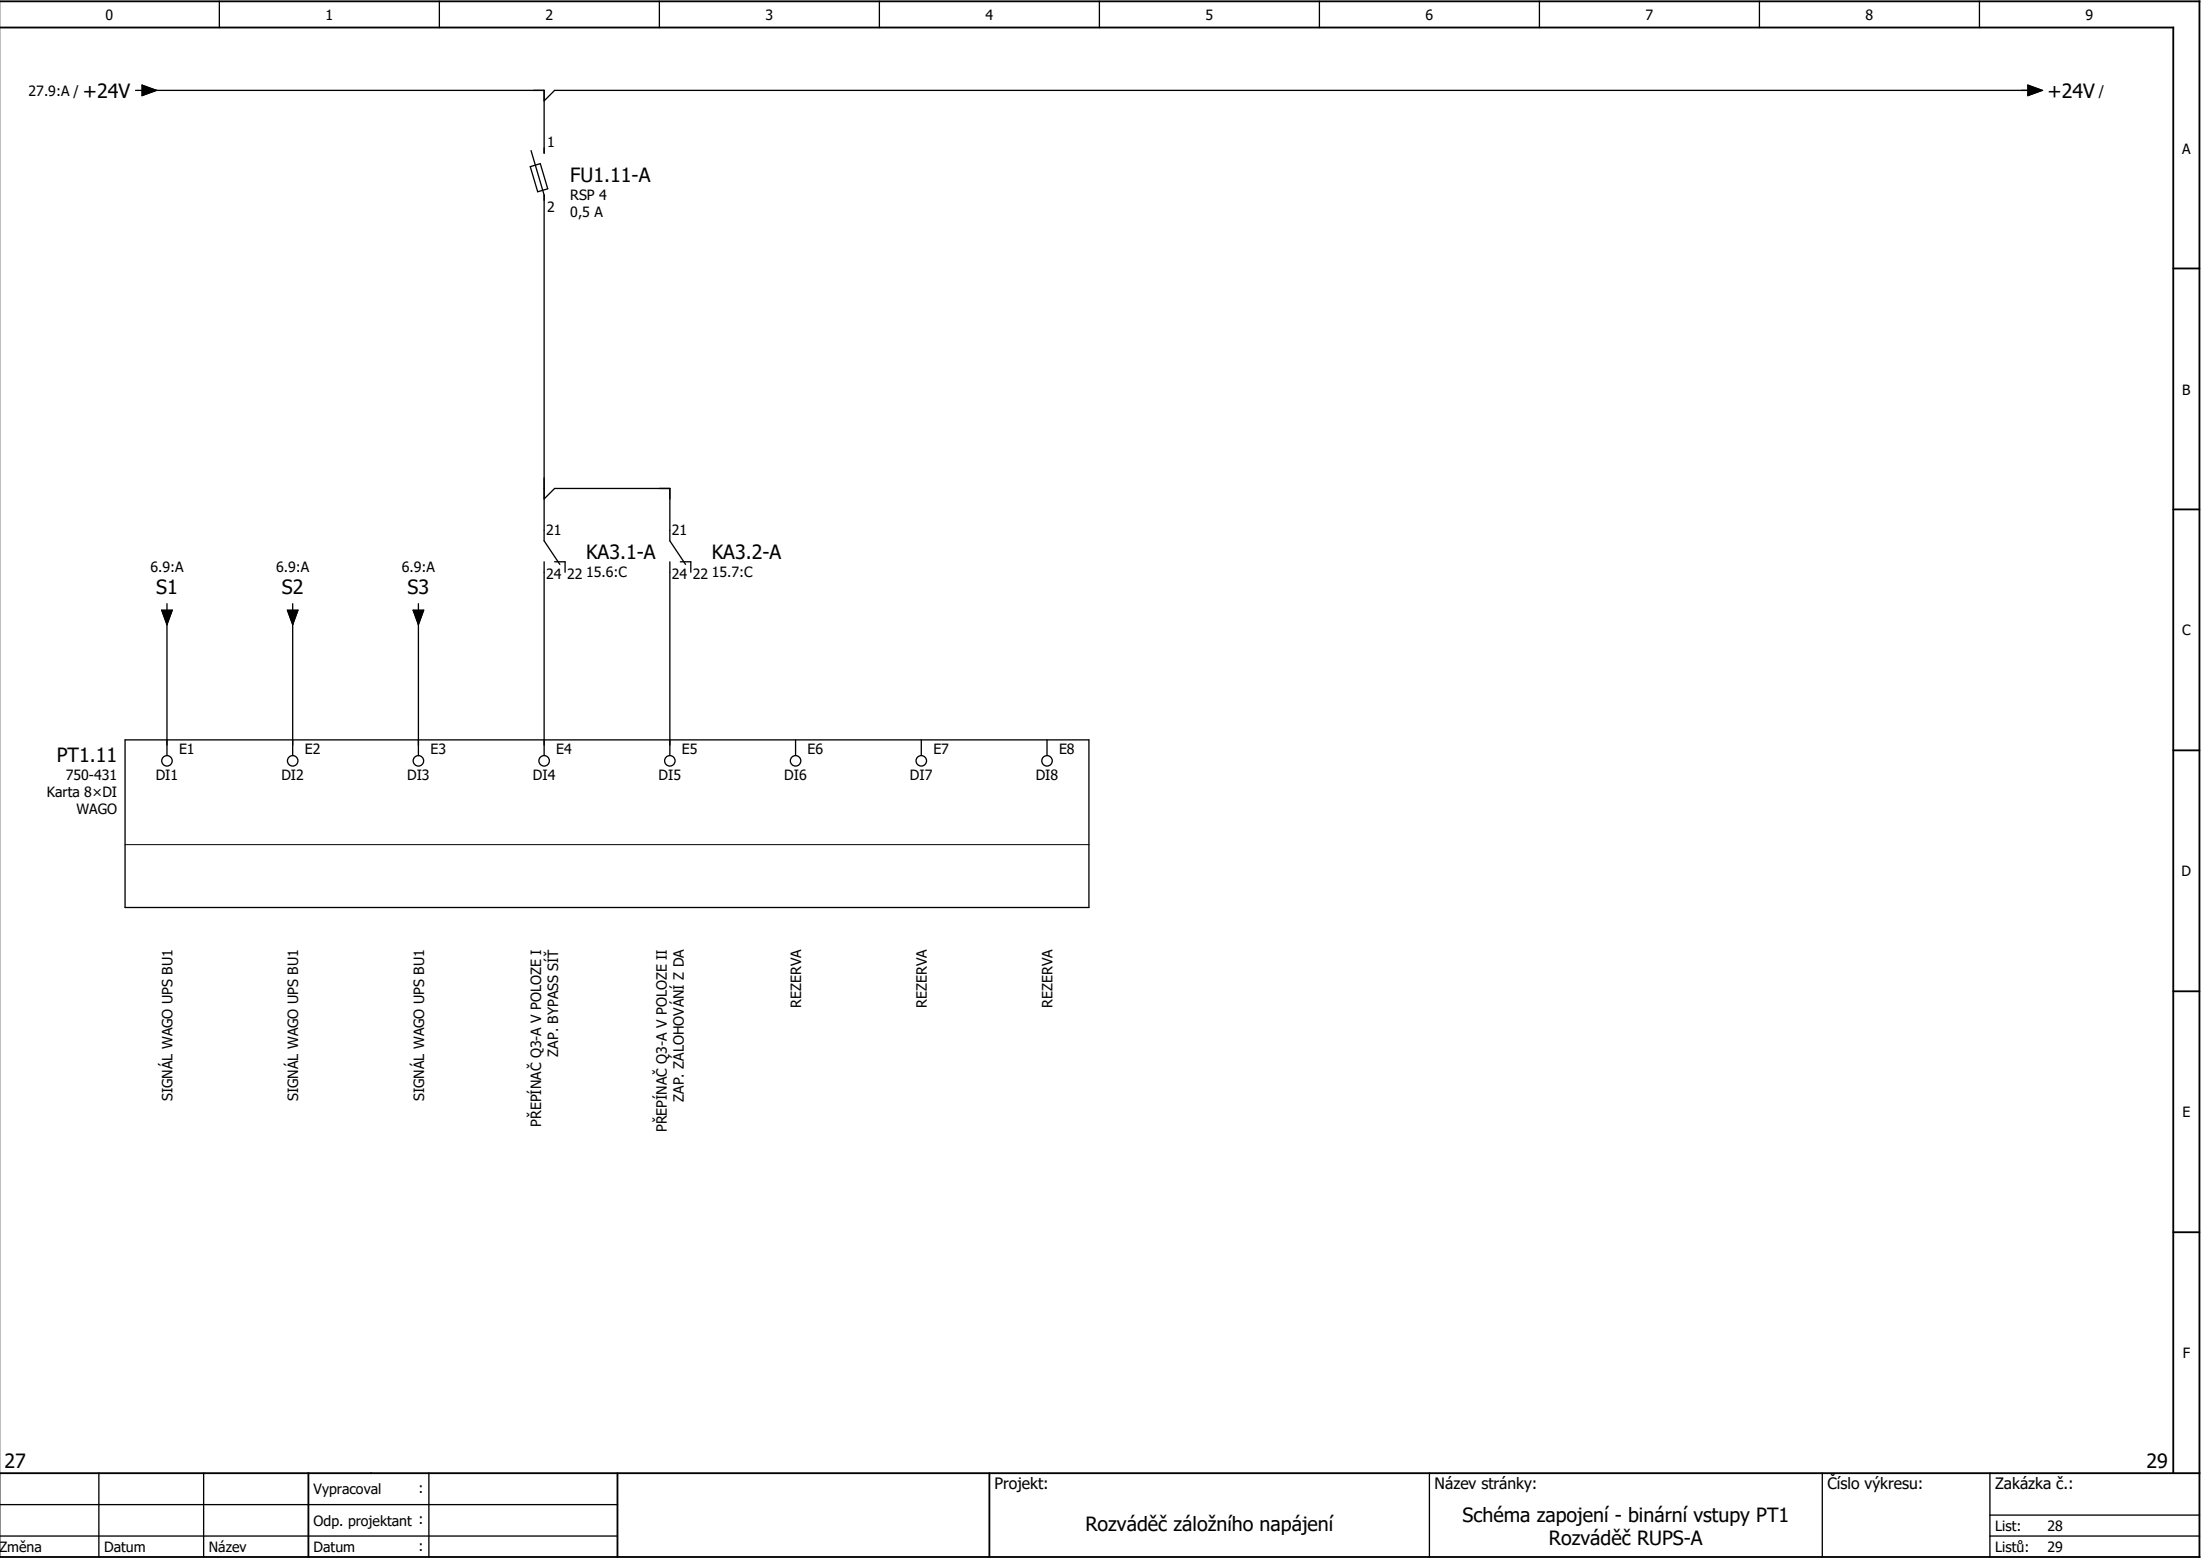 0 1 2 3 4 5 6 7 8 9
27.9:A / +24V
+24V /
A
B
C
D
E
F
1
FU1.11-A
RSP 4
2
0,5 A
21
KA3.1-A
24 22 15.6:C
21
KA3.2-A
24 22 15.7:C
6.9:A
S1
6.9:A
S2
6.9:A
S3
PT1.11
750-431
Karta 8×DI
WAGO
E1
DI1
E2
DI2
E3
DI3
E4
DI4
E5
DI5
E6
DI6
E7
DI7
E8
DI8
SIGNÁL WAGO UPS BU1
SIGNÁL WAGO UPS BU1
SIGNÁL WAGO UPS BU1
PŘEPÍNAČ Q3-A V POLOZE I
ZAP. BYPASS SÍŤ
PŘEPÍNAČ Q3-A V POLOZE II
ZAP. ZÁLOHOVÁNÍ Z DA
REZERVA
REZERVA
REZERVA
27
29
Vypracoval :
Odp. projektant :
Změna Datum Název Datum :
Projekt:
Rozváděč záložního napájení
Název stránky:
Schéma zapojení - binární vstupy PT1
Rozváděč RUPS-A
Číslo výkresu:
Zakázka č.:
List: 28
Listů: 29